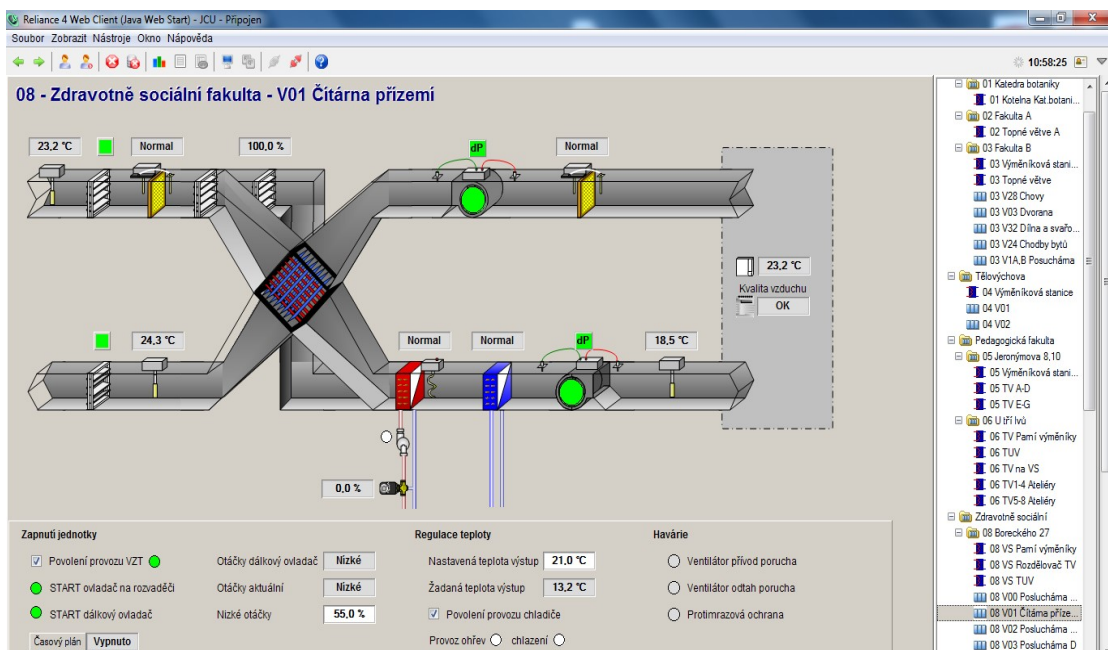 Reliance 4 Web Client (Java Web Start) - JCU - Připojen
Soubor Zobrazit Nástroje Okno Nápověda
10:58:25
08 - Zdravotně sociální fakulta - V01 Čítárna přízemí
23,2 °C Normal 100,0 % dP Normal
23,2 °C
Kvalita vzduchu
OK
24,3 °C Normal Normal dP 18,5 °C
0,0 %
Zapnutí jednotky
Povolení provozu VZT
START ovladač na rozvaděči
START dálkový ovladač
Časový plán Vypnuto
Otáčky dálkový ovladač Nízké
Otáčky aktuální Nízké
Nízké otáčky 55,0 %
Regulace teploty
Nastavená teplota výstup 21,0 °C
Žadaná teplota výstup 13,2 °C
Povolení provozu chladiče
Provoz ohřev chlazení
Havárie
Ventilátor přívod porucha
Ventilátor odtah porucha
Protimrazová ochrana
01 Katedra botaniky
01 Kotelna Kat.botani...
02 Fakulta A
02 Topné větve A
03 Fakulta B
03 Výměníková stani...
03 Topné větve
03 V28 Chovy
03 V03 Dvorana
03 V32 Dílna a svařo...
03 V24 Chodby bytů
03 V1A,B Posuchárna
Tělovýchova
04 Výměníková stanice
04 V01
04 V02
Pedagogická fakulta
05 Jeronýmova 8,10
05 Výměníková stani...
05 TV A-D
05 TV E-G
06 U tří lvů
06 TV Parní výměníky
06 TUV
06 TV na VS
06 TV1-4 Ateliéry
06 TV5-8 Ateliéry
Zdravotně sociální
08 Boreckého 27
08 VS Parní výměníky
08 VS Rozdělovač TV
08 VS TUV
08 V00 Poslucháma ...
08 V01 Čítárna příze...
08 V02 Poslucháma ...
08 V03 Poslucháma D